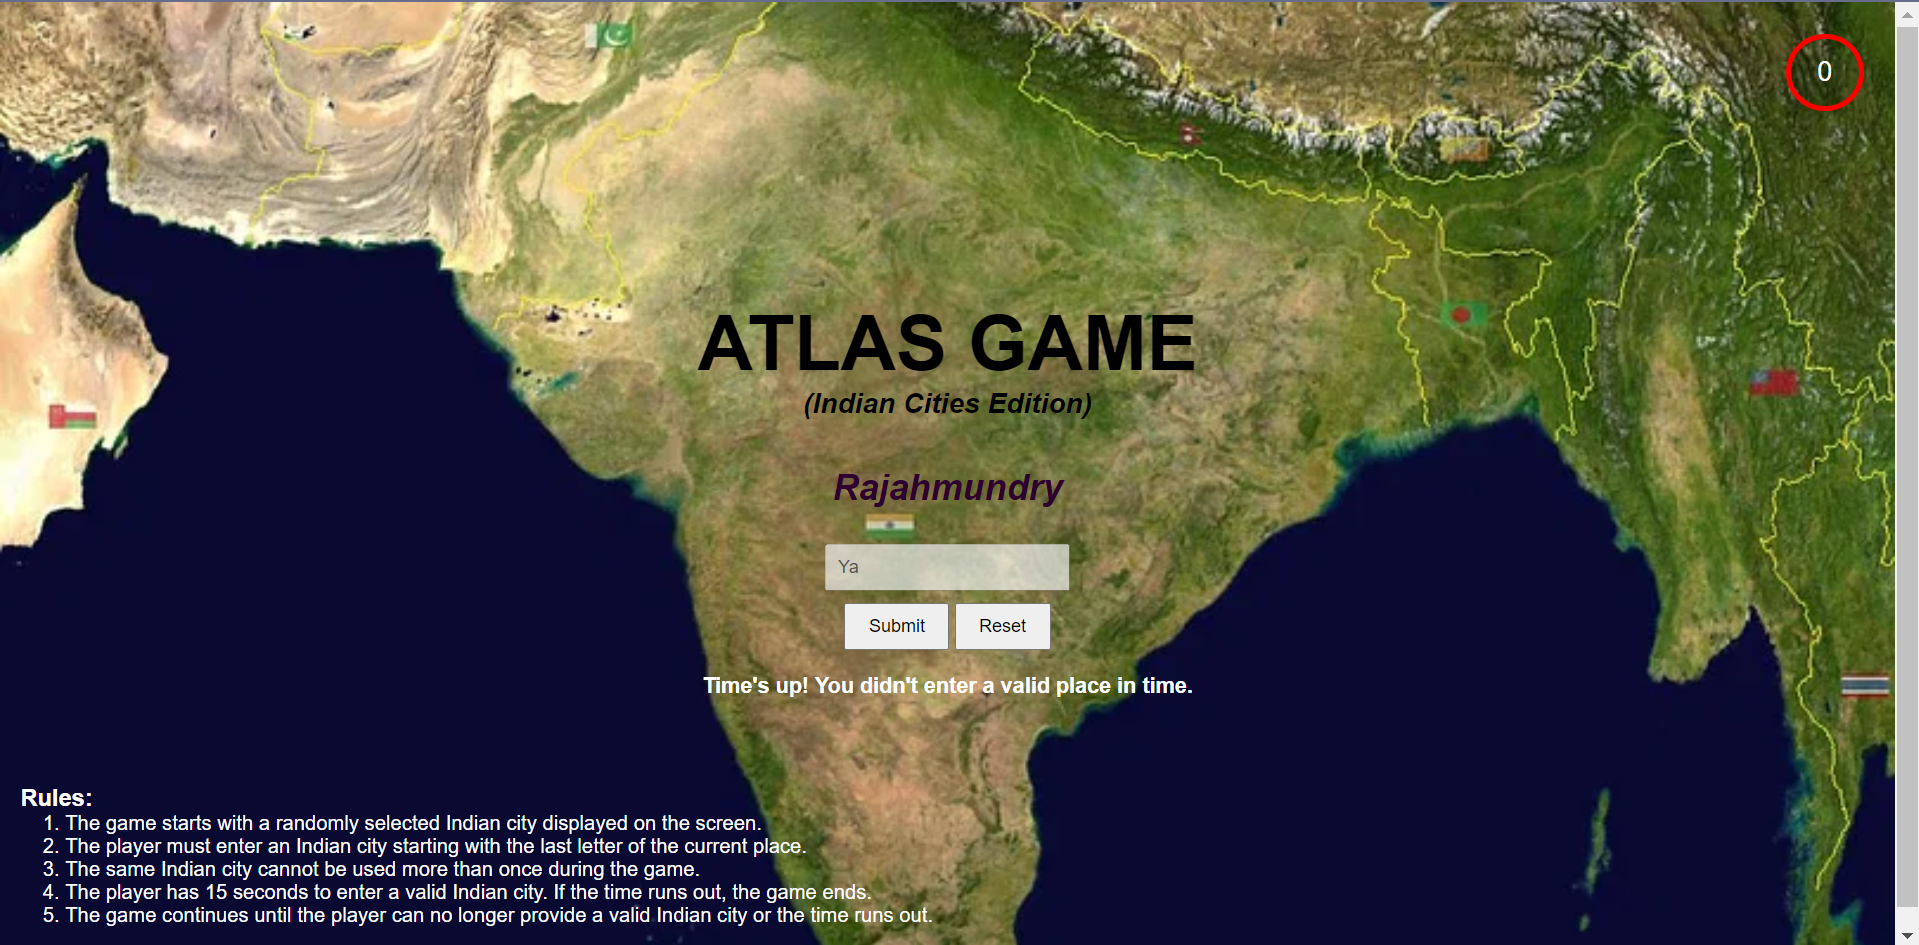 0
ATLAS GAME
(Indian Cities Edition)
Rajahmundry
Ya
Submit Reset
Time's up! You didn't enter a valid place in time.
Rules:
1. The game starts with a randomly selected Indian city displayed on the screen.
2. The player must enter an Indian city starting with the last letter of the current place.
3. The same Indian city cannot be used more than once during the game.
4. The player has 15 seconds to enter a valid Indian city. If the time runs out, the game ends.
5. The game continues until the player can no longer provide a valid Indian city or the time runs out.